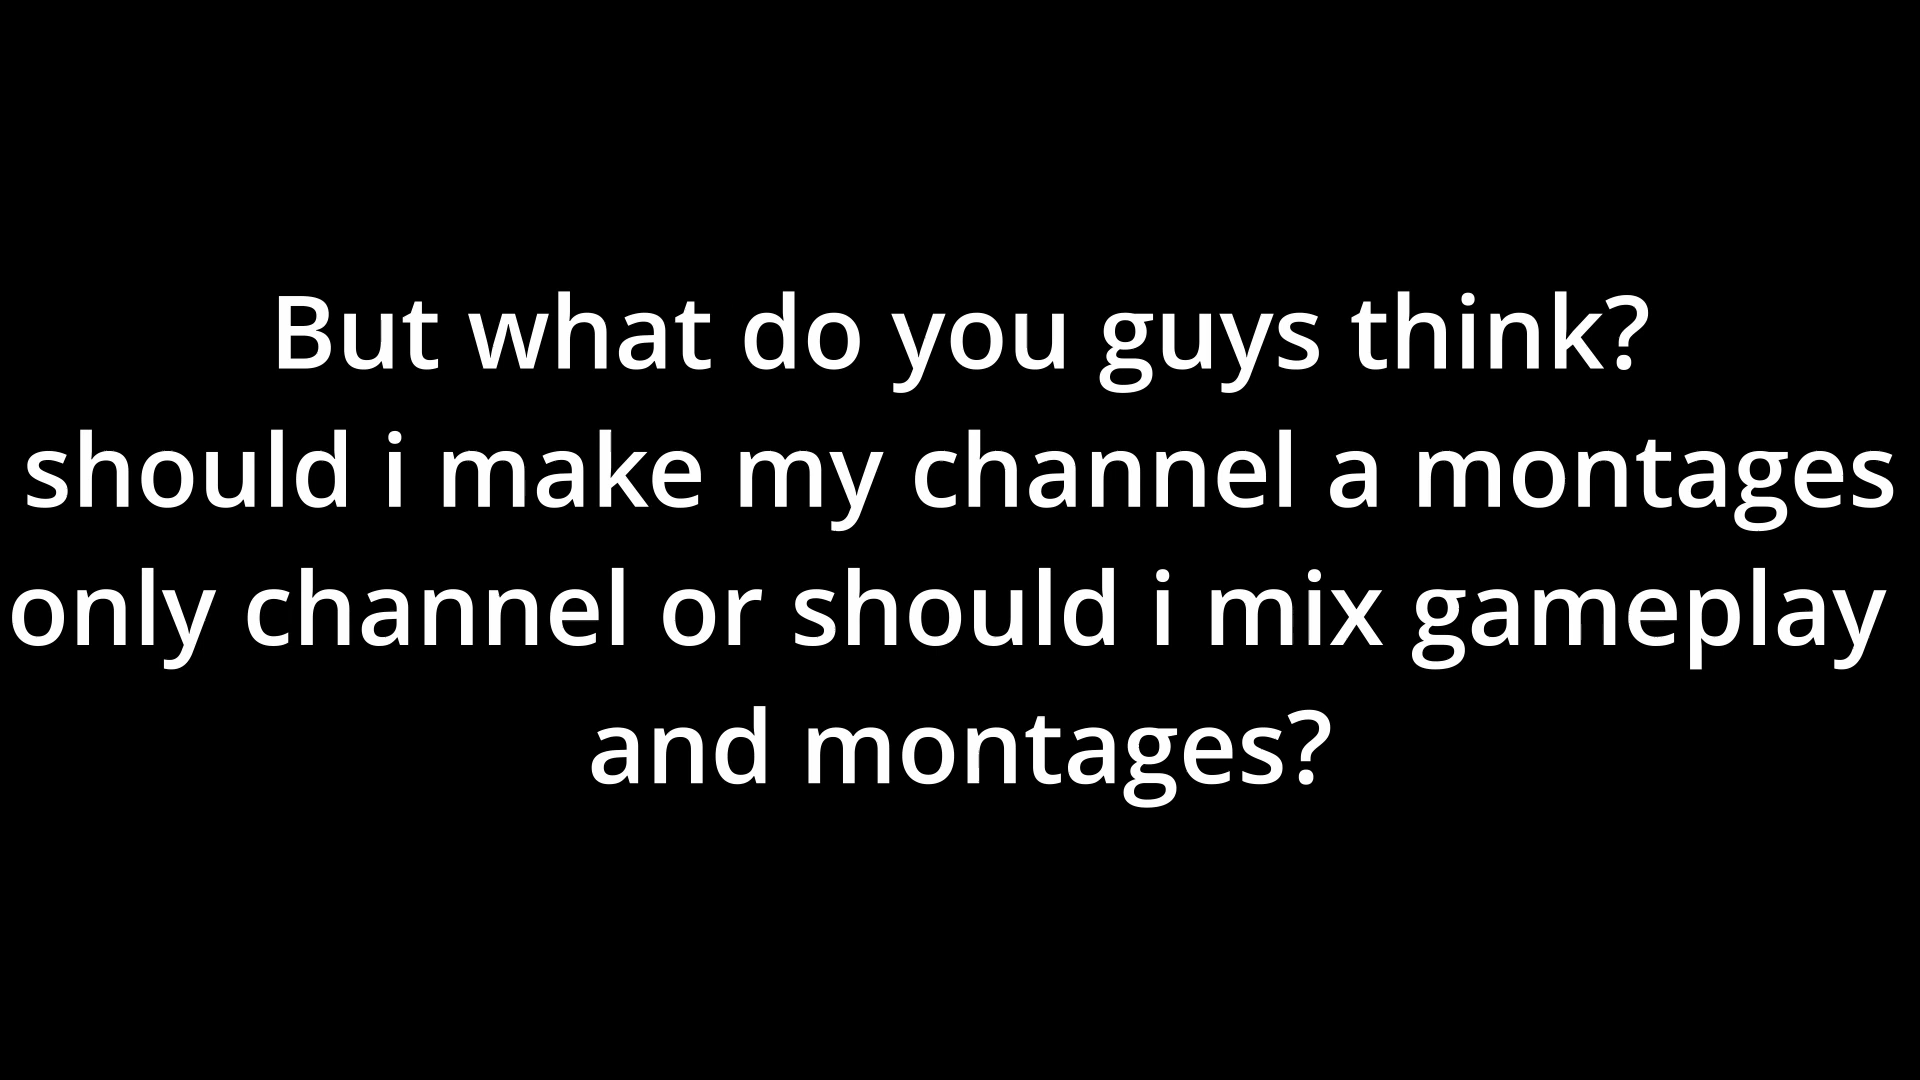 But what do you guys think?
should i make my channel a montages
only channel or should i mix gameplay
and montages?